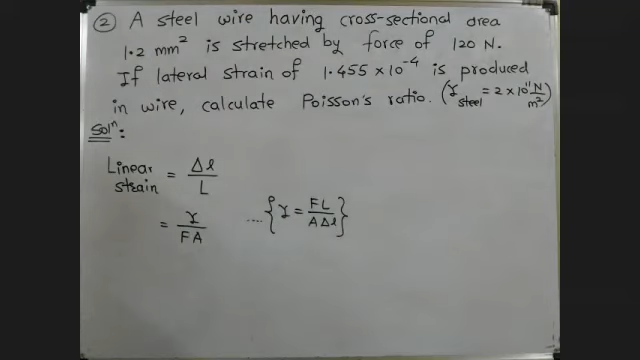 ② A steel wire having cross-sectional area
1.2 mm² is stretched by force of 120 N.
If lateral strain of 1.455 × 10⁻⁴ is produced
in wire, calculate Poisson's ratio. (Y steel = 2 × 10¹¹ N/m²)
Solⁿ:
Linear strain = Δl / L
= Y / FA .... { Y = FL / AΔl }